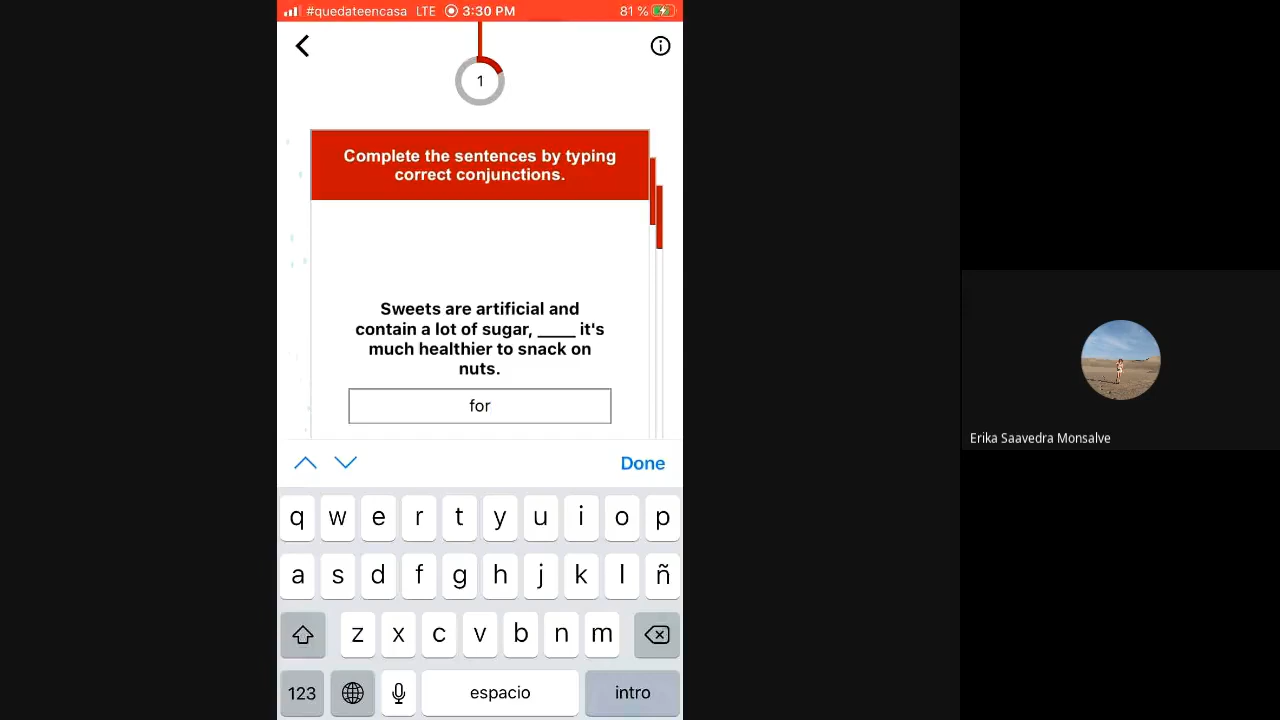 #quedateencasa LTE 3:30 PM 81 %
1
Complete the sentences by typing
correct conjunctions.
Sweets are artificial and
contain a lot of sugar, _____ it's
much healthier to snack on
nuts.
for
Done
q w e r t y u i o p
a s d f g h j k l ñ
z x c v b n m
123 espacio intro
Erika Saavedra Monsalve